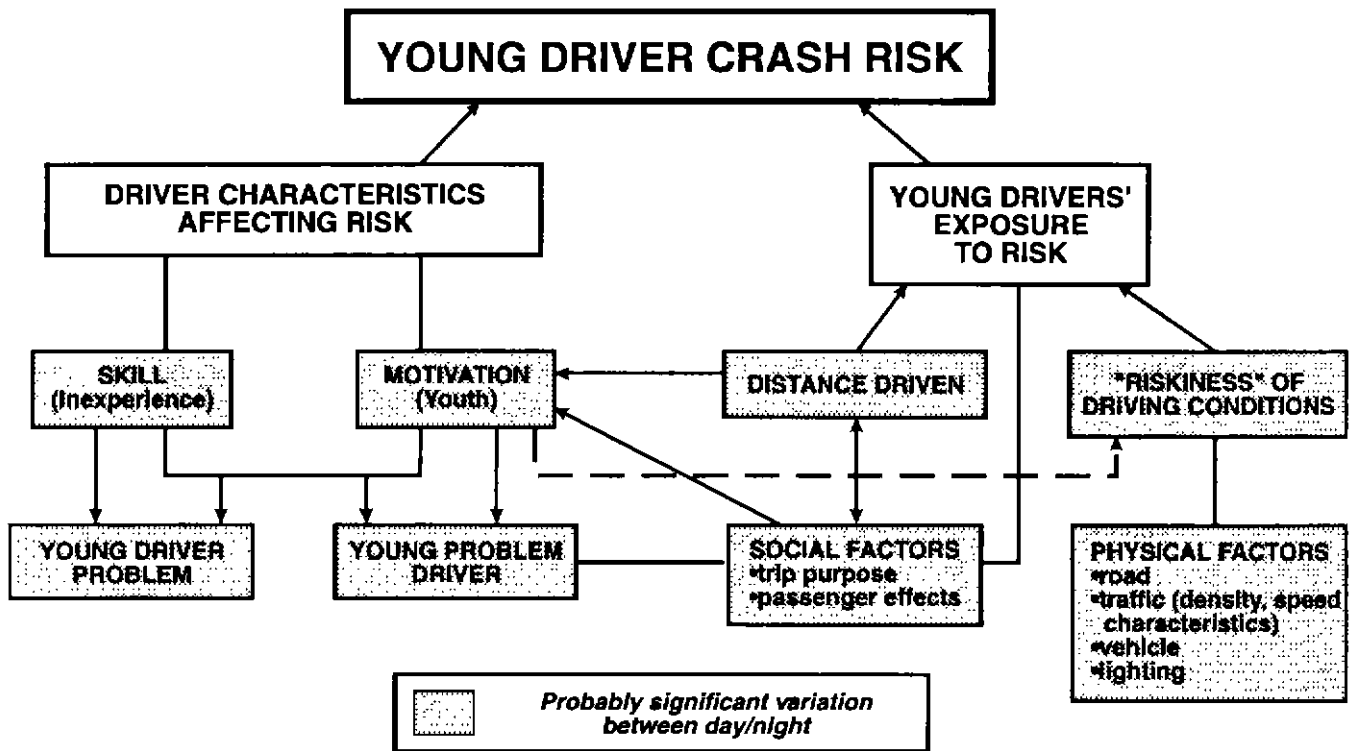 YOUNG DRIVER CRASH RISK
DRIVER CHARACTERISTICS
AFFECTING RISK
YOUNG DRIVERS'
EXPOSURE
TO RISK
SKILL
(Inexperience)
MOTIVATION
(Youth)
DISTANCE DRIVEN
"RISKINESS" OF
DRIVING CONDITIONS
YOUNG DRIVER
PROBLEM
YOUNG PROBLEM
DRIVER
SOCIAL FACTORS
•trip purpose
•passenger effects
PHYSICAL FACTORS
•road
•traffic (density, speed
characteristics)
•vehicle
•lighting
Probably significant variation
between day/night